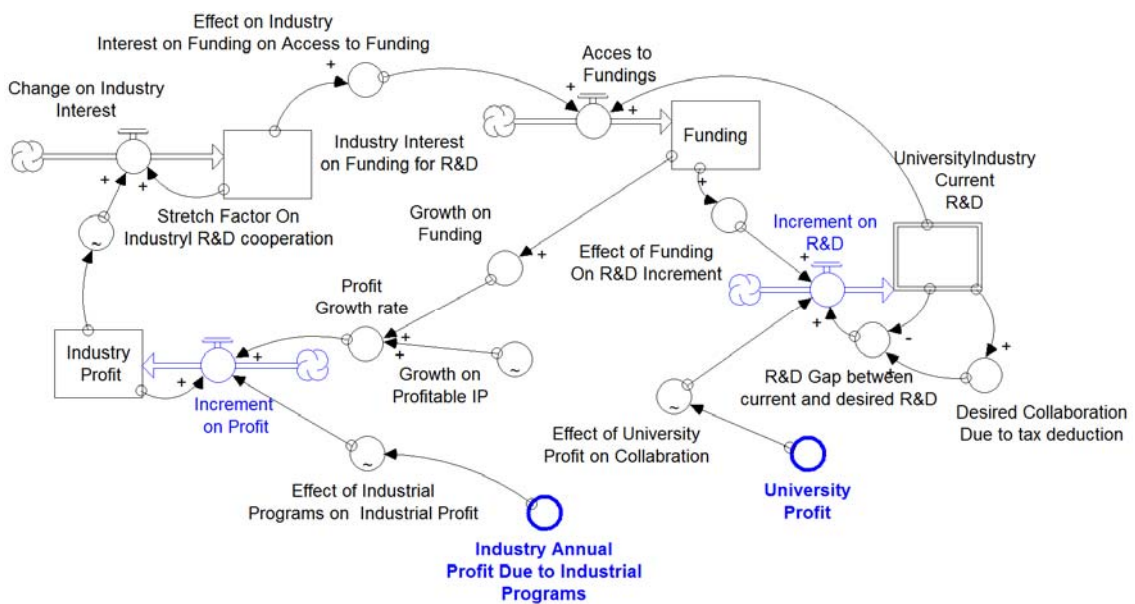 Effect on Industry
Interest on Funding on Access to Funding
Change on Industry
Interest
+
+
+
Industry Interest
on Funding for R&D
Stretch Factor On
Industryl R&D cooperation
~
Acces to
Fundings
+
+
Funding
+
UniversityIndustry
Current
R&D
Growth on
Funding
+
Effect of Funding
On R&D Increment
Increment on
R&D
+
+
-
+
+
R&D Gap between
current and desired R&D
Desired Collaboration
Due to tax deduction
Profit
Growth rate
+
+
~
Growth on
Profitable IP
Industry
Profit
+
+
Increment
on Profit
~
Effect of Industrial
Programs on Industrial Profit
~
Effect of University
Profit on Collabration
University
Profit
Industry Annual
Profit Due to Industrial
Programs